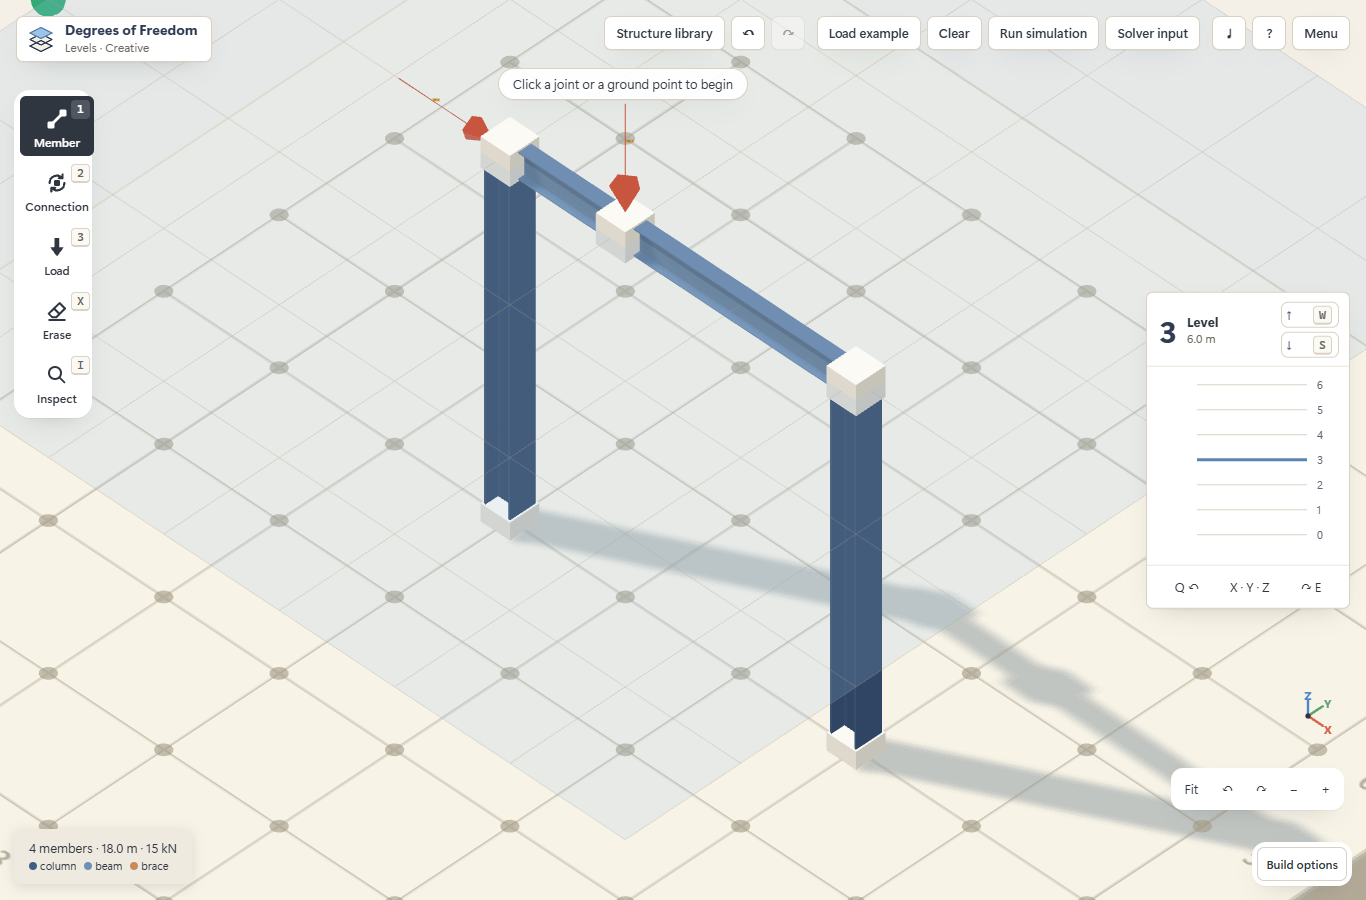 Degrees of Freedom
Levels · Creative
Structure library
Load example
Clear
Run simulation
Solver input
?
Menu
Click a joint or a ground point to begin
1
Member
2
Connection
3
Load
X
Erase
I
Inspect
3
Level
6.0 m
↑ W
↓ S
6
5
4
3
2
1
0
Q ↶
X · Y · Z
↷ E
Z
Y
X
Fit
−
+
4 members · 18.0 m · 15 kN
column
beam
brace
Build options